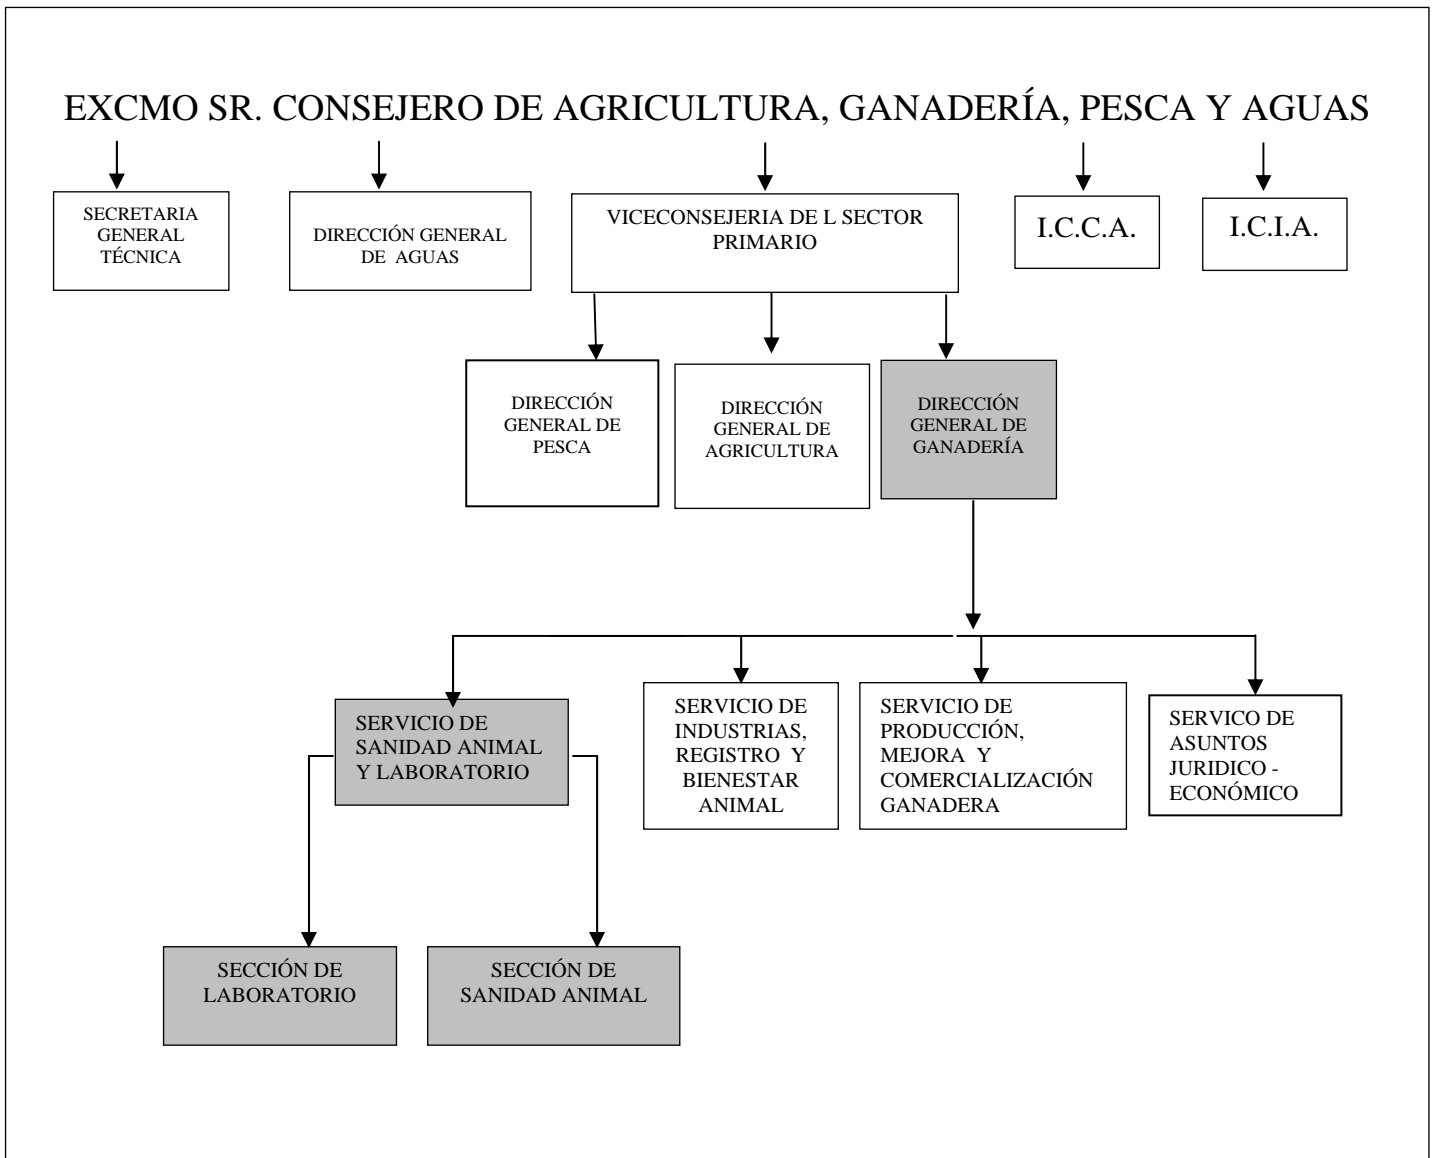 EXCMO SR. CONSEJERO DE AGRICULTURA, GANADERÍA, PESCA Y AGUAS
SECRETARIA
GENERAL
TÉCNICA
DIRECCIÓN GENERAL
DE AGUAS
VICECONSEJERIA DE L SECTOR
PRIMARIO
I.C.C.A.
I.C.I.A.
DIRECCIÓN
GENERAL DE
PESCA
DIRECCIÓN
GENERAL DE
AGRICULTURA
DIRECCIÓN
GENERAL DE
GANADERÍA
SERVICIO DE
SANIDAD ANIMAL
Y LABORATORIO
SERVICIO DE
INDUSTRIAS,
REGISTRO Y
BIENESTAR
ANIMAL
SERVICIO DE
PRODUCCIÓN,
MEJORA Y
COMERCIALIZACIÓN
GANADERA
SERVICO DE
ASUNTOS
JURIDICO -
ECONÓMICO
SECCIÓN DE
LABORATORIO
SECCIÓN DE
SANIDAD ANIMAL